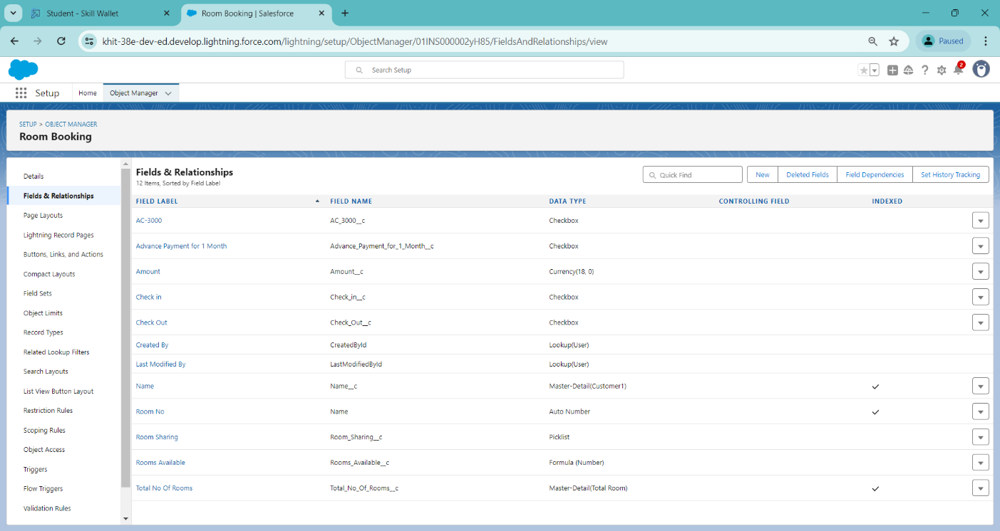 Student - Skill Wallet
Room Booking | Salesforce
khit-38e-dev-ed.develop.lightning.force.com/lightning/setup/ObjectManager/01INS000002yH85/FieldsAndRelationships/view
Paused
Search Setup
2
Setup
Home
Object Manager
SETUP > OBJECT MANAGER
Room Booking
Details
Fields & Relationships
Page Layouts
Lightning Record Pages
Buttons, Links, and Actions
Compact Layouts
Field Sets
Object Limits
Record Types
Related Lookup Filters
Search Layouts
List View Button Layout
Restriction Rules
Scoping Rules
Object Access
Triggers
Flow Triggers
Validation Rules
Fields & Relationships
12 Items, Sorted by Field Label
Quick Find
New
Deleted Fields
Field Dependencies
Set History Tracking
FIELD LABEL FIELD NAME DATA TYPE CONTROLLING FIELD INDEXED
AC-3000 AC_3000__c Checkbox
Advance Payment for 1 Month Advance_Payment_for_1_Month__c Checkbox
Amount Amount__c Currency(18, 0)
Check in Check_in__c Checkbox
Check Out Check_Out__c Checkbox
Created By CreatedById Lookup(User)
Last Modified By LastModifiedById Lookup(User)
Name Name__c Master-Detail(Customer1)
Room No Name Auto Number
Room Sharing Room_Sharing__c Picklist
Rooms Available Rooms_Available__c Formula (Number)
Total No Of Rooms Total_No_Of_Rooms__c Master-Detail(Total Room)